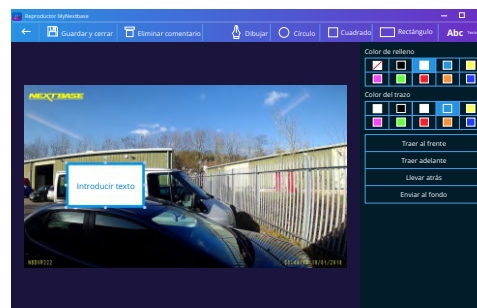 Reproductor MyNextbase
Guardar y cerrar
Eliminar comentario
Dibujar
Círculo
Cuadrado
Rectángulo
Abc
Color de relleno
Color del trazo
Traer al frente
Traer adelante
Llevar atrás
Enviar al fondo
NEXTBASE
Introducir texto